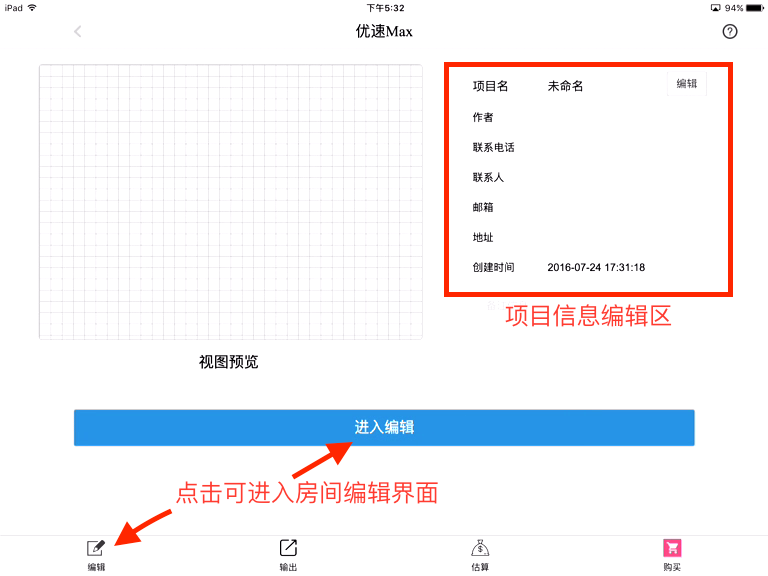 iPad 下午5:32 94%
优速Max
项目名 未命名 编辑
作者
联系电话
联系人
邮箱
地址
创建时间 2016-07-24 17:31:18
项目信息编辑区
视图预览
进入编辑
点击可进入房间编辑界面
编辑 输出 估算 购买